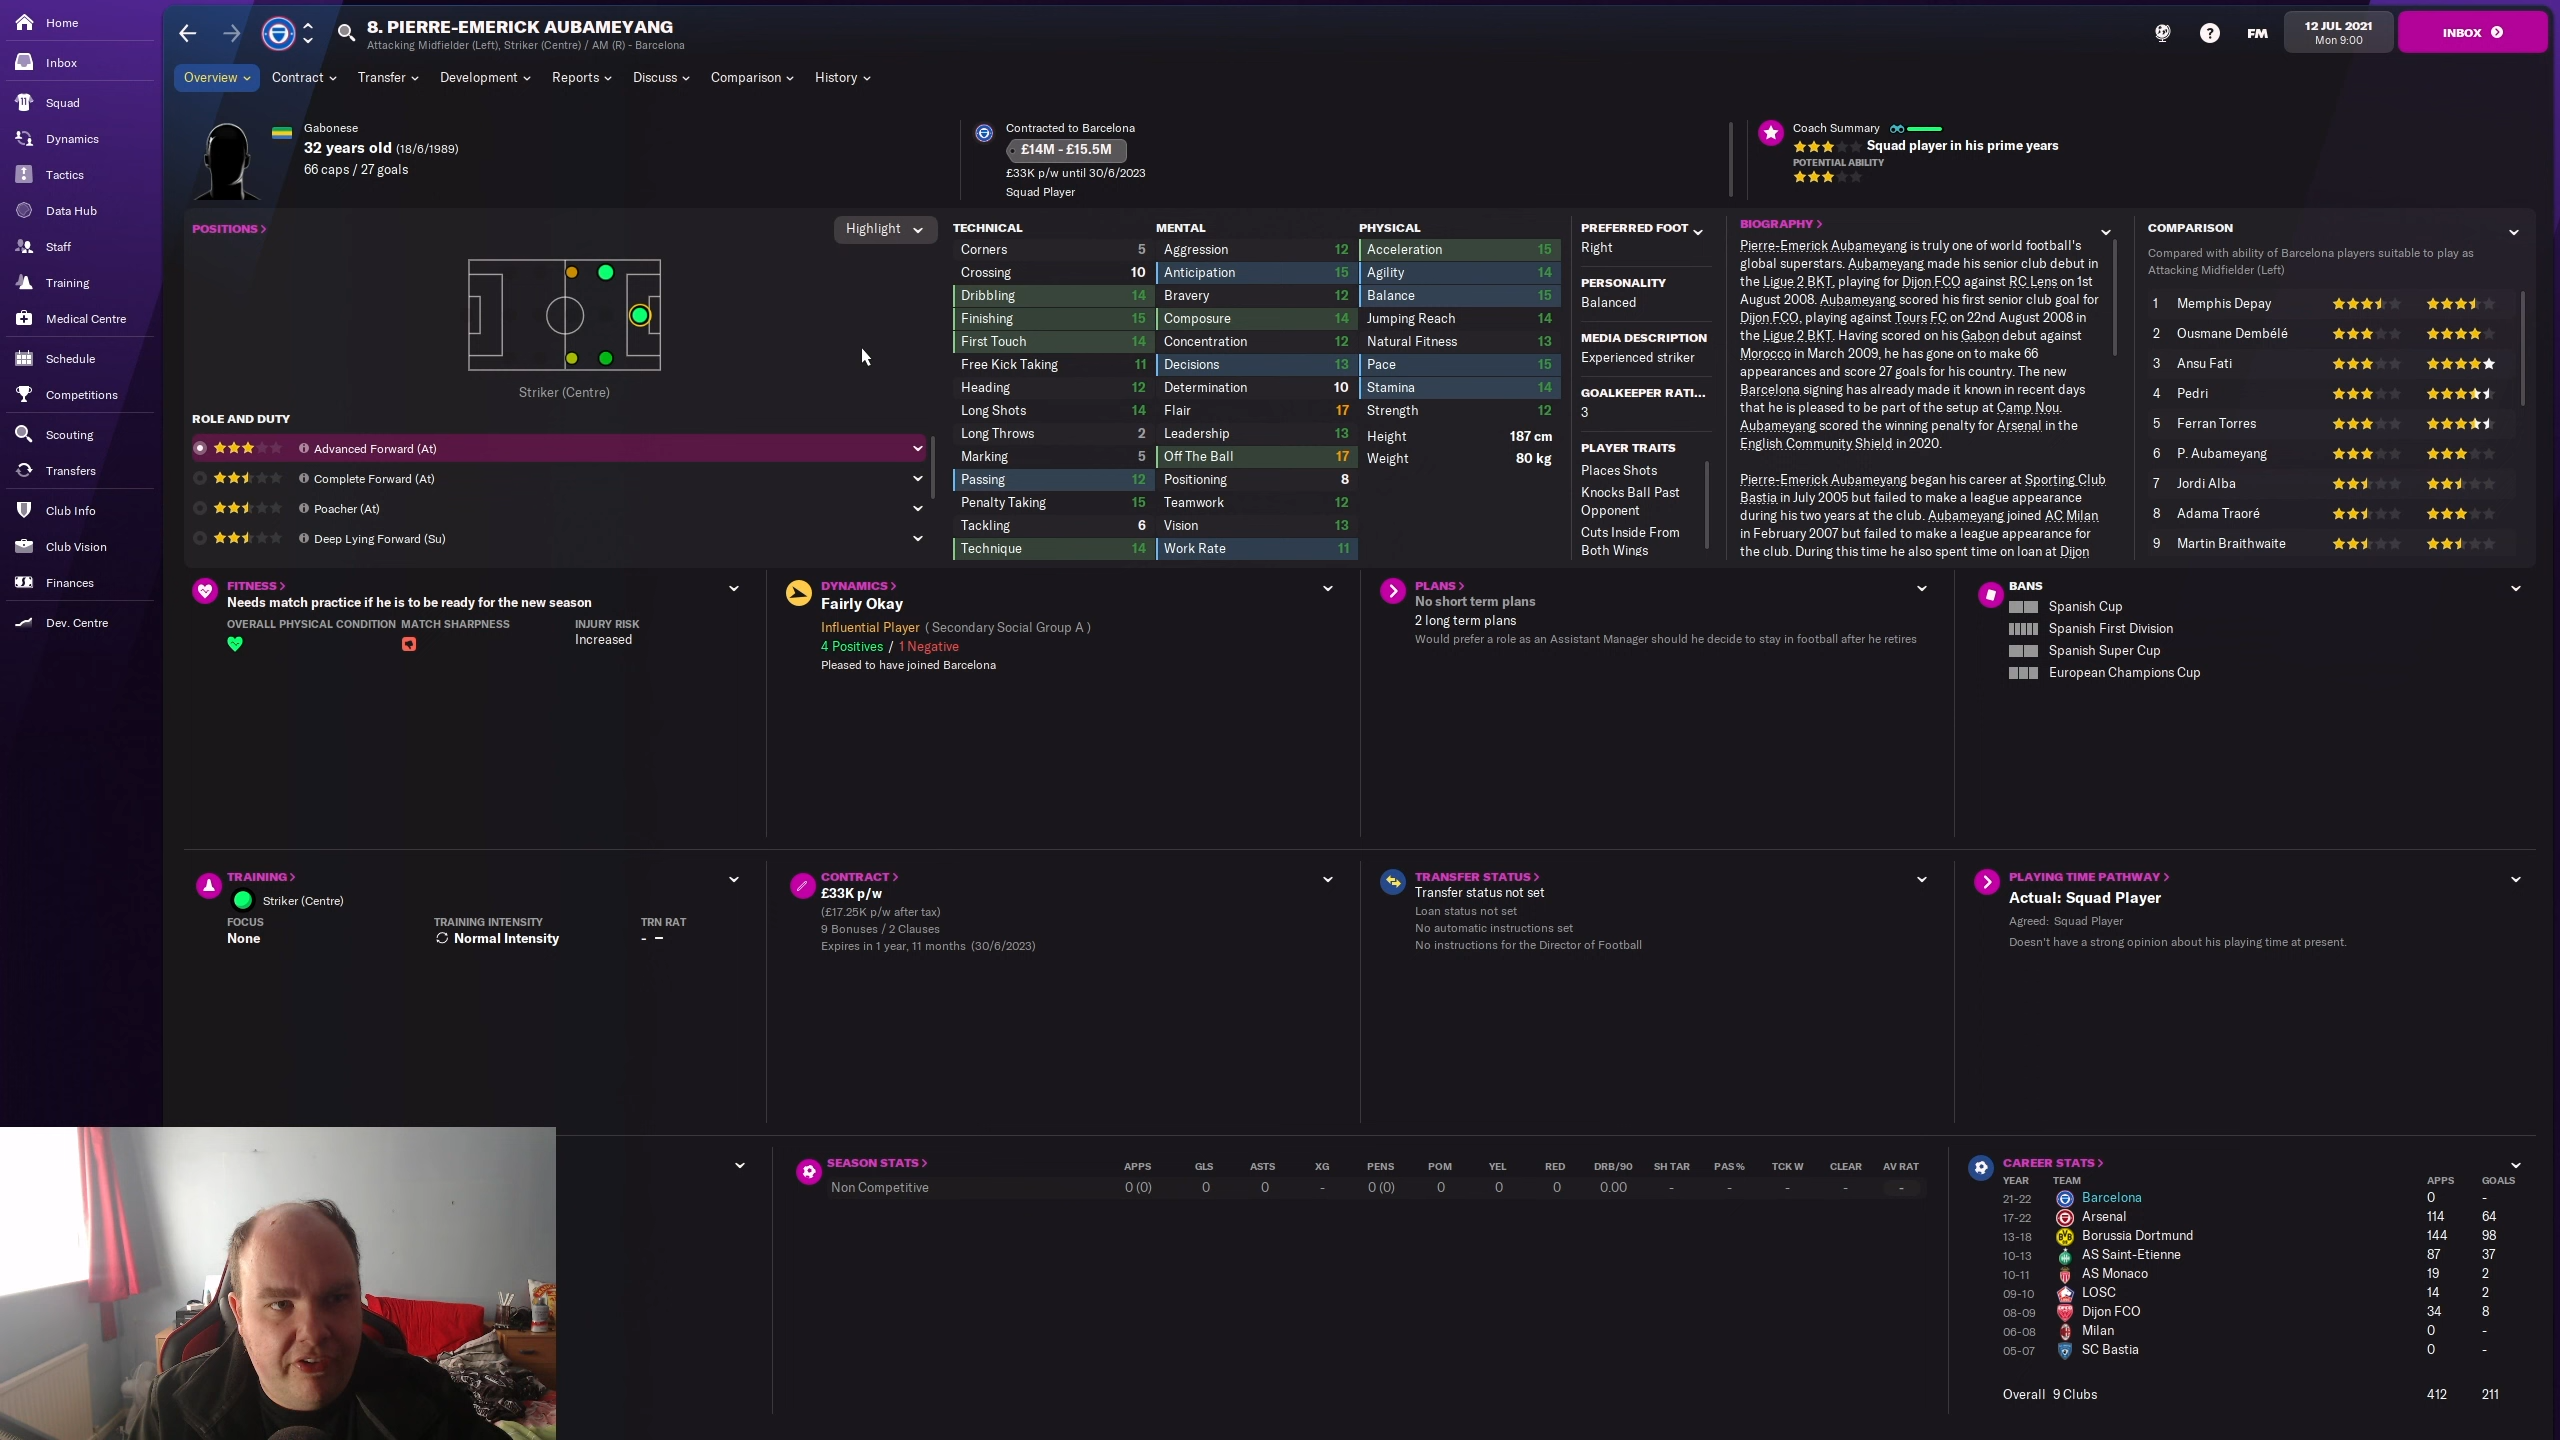 Home
Inbox
Squad
Dynamics
Tactics
Data Hub
Staff
Training
Medical Centre
Schedule
Competitions
Scouting
Transfers
Club Info
Club Vision
Finances
Dev. Centre
8. PIERRE-EMERICK AUBAMEYANG
Attacking Midfielder (Left), Striker (Centre) / AM (R) - Barcelona
? FM 12 JUL 2021
Mon 9:00
INBOX
Overview Contract Transfer Development Reports Discuss Comparison History
Gabonese
32 years old (18/6/1989)
66 caps / 27 goals
Contracted to Barcelona
£14M - £15.5M
£33K p/w until 30/6/2023
Squad Player
Coach Summary
Squad player in his prime years
POTENTIAL ABILITY
POSITIONS >
Highlight
Striker (Centre)
ROLE AND DUTY
Advanced Forward (At)
Complete Forward (At)
Poacher (At)
Deep Lying Forward (Su)
TECHNICAL
Corners 5
Crossing 10
Dribbling 14
Finishing 15
First Touch 14
Free Kick Taking 11
Heading 12
Long Shots 14
Long Throws 2
Marking 5
Passing 12
Penalty Taking 15
Tackling 6
Technique 14
MENTAL
Aggression 12
Anticipation 15
Bravery 12
Composure 14
Concentration 12
Decisions 13
Determination 10
Flair 17
Leadership 13
Off The Ball 17
Positioning 8
Teamwork 12
Vision 13
Work Rate 11
PHYSICAL
Acceleration 15
Agility 14
Balance 15
Jumping Reach 14
Natural Fitness 13
Pace 15
Stamina 14
Strength 12
Height 187 cm
Weight 80 kg
PREFERRED FOOT
Right
PERSONALITY
Balanced
MEDIA DESCRIPTION
Experienced striker
GOALKEEPER RATI...
3
PLAYER TRAITS
Places Shots
Knocks Ball Past
Opponent
Cuts Inside From
Both Wings
BIOGRAPHY >
Pierre-Emerick Aubameyang is truly one of world football's
global superstars. Aubameyang made his senior club debut in
the Ligue 2 BKT, playing for Dijon FCO against RC Lens on 1st
August 2008. Aubameyang scored his first senior club goal for
Dijon FCO, playing against Tours FC on 22nd August 2008 in
the Ligue 2 BKT. Having scored on his Gabon debut against
Morocco in March 2009, he has gone on to make 66
appearances and score 27 goals for his country. The new
Barcelona signing has already made it known in recent days
that he is pleased to be part of the setup at Camp Nou.
Aubameyang scored the winning penalty for Arsenal in the
English Community Shield in 2020.
Pierre-Emerick Aubameyang began his career at Sporting Club
Bastia in July 2005 but failed to make a league appearance
during his two years at the club. Aubameyang joined AC Milan
in February 2007 but failed to make a league appearance for
the club. During this time he also spent time on loan at Dijon
COMPARISON
Compared with ability of Barcelona players suitable to play as
Attacking Midfielder (Left)
1 Memphis Depay
2 Ousmane Dembélé
3 Ansu Fati
4 Pedri
5 Ferran Torres
6 P. Aubameyang
7 Jordi Alba
8 Adama Traoré
9 Martin Braithwaite
FITNESS >
Needs match practice if he is to be ready for the new season
OVERALL PHYSICAL CONDITION MATCH SHARPNESS INJURY RISK
Increased
DYNAMICS >
Fairly Okay
Influential Player ( Secondary Social Group A )
4 Positives / 1 Negative
Pleased to have joined Barcelona
PLANS >
No short term plans
2 long term plans
Would prefer a role as an Assistant Manager should he decide to stay in football after he retires
BANS
Spanish Cup
Spanish First Division
Spanish Super Cup
European Champions Cup
TRAINING >
Striker (Centre)
FOCUS TRAINING INTENSITY TRN RAT
None Normal Intensity - –
CONTRACT >
£33K p/w
(£17.25K p/w after tax)
9 Bonuses / 2 Clauses
Expires in 1 year, 11 months (30/6/2023)
TRANSFER STATUS >
Transfer status not set
Loan status not set
No automatic instructions set
No instructions for the Director of Football
PLAYING TIME PATHWAY >
Actual: Squad Player
Agreed: Squad Player
Doesn't have a strong opinion about his playing time at present.
SEASON STATS > APPS GLS ASTS XG PENS POM YEL RED DRB/90 SH TAR PAS % TCK W CLEAR AV RAT
Non Competitive 0 (0) 0 0 - 0 (0) 0 0 0 0.00 - - - - -
CAREER STATS >
YEAR TEAM APPS GOALS
21-22 Barcelona 0 -
17-22 Arsenal 114 64
13-18 Borussia Dortmund 144 98
10-13 AS Saint-Etienne 87 37
10-11 AS Monaco 19 2
09-10 LOSC 14 2
08-09 Dijon FCO 34 8
06-08 Milan 0 -
05-07 SC Bastia 0 -
Overall 9 Clubs 412 211